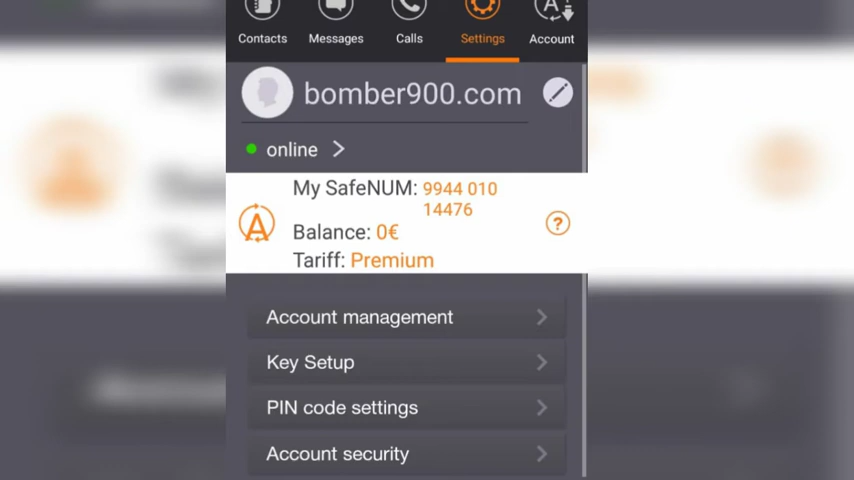 Contacts Messages Calls Settings Account
bomber900.com
online
My SafeNUM: 9944 010
14476
Balance: 0€
Tariff: Premium
Account management
Key Setup
PIN code settings
Account security